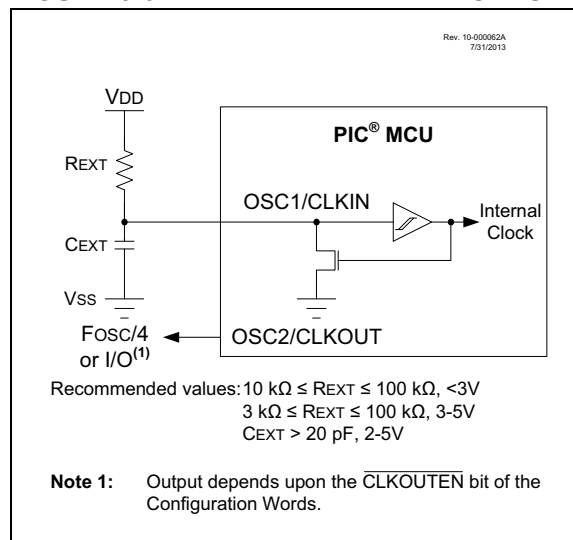 Rev. 10-000062A
7/31/2013
VDD
PIC® MCU
REXT
OSC1/CLKIN
Internal
Clock
CEXT
VSS
FOSC/4
or I/O(1)
OSC2/CLKOUT
Recommended values: 10 kΩ ≤ REXT ≤ 100 kΩ, <3V
3 kΩ ≤ REXT ≤ 100 kΩ, 3-5V
CEXT > 20 pF, 2-5V
Note 1: Output depends upon the CLKOUTEN bit of the
Configuration Words.